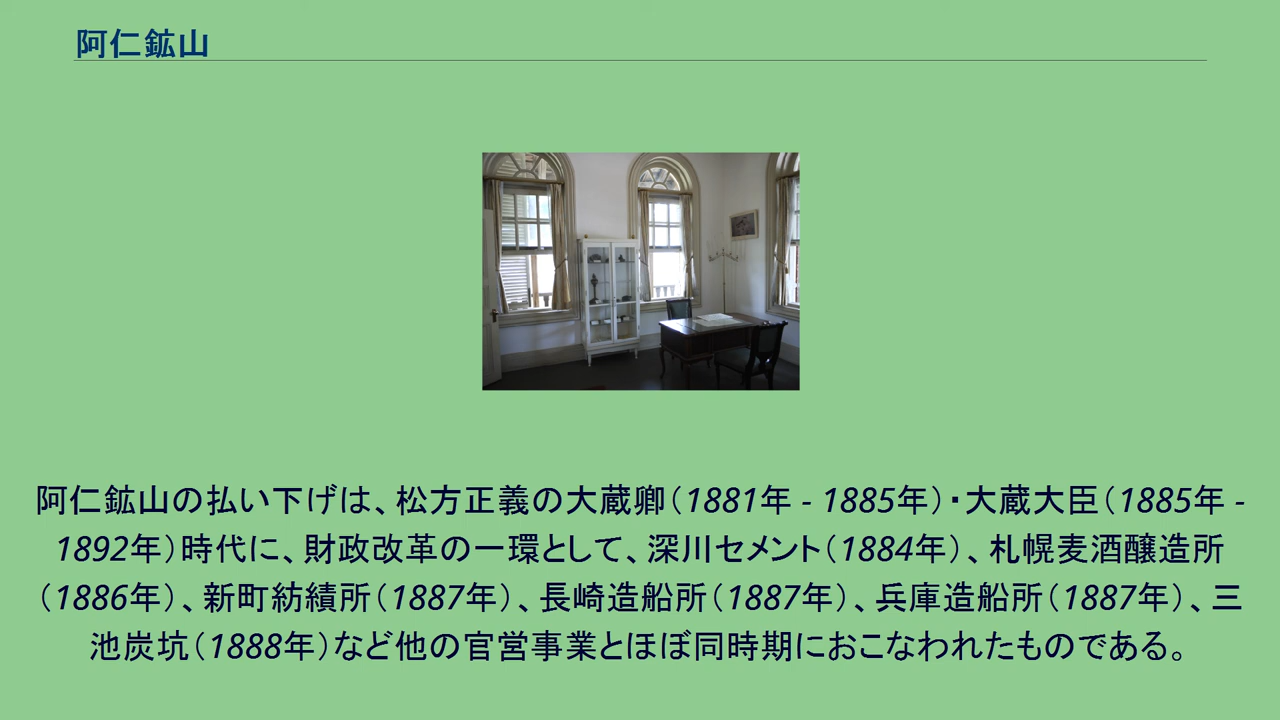 阿仁鉱山
阿仁鉱山の払い下げは、松方正義の大蔵卿（1881年 - 1885年）・大蔵大臣（1885年 -
1892年）時代に、財政改革の一環として、深川セメント（1884年）、札幌麦酒醸造所
（1886年）、新町紡績所（1887年）、長崎造船所（1887年）、兵庫造船所（1887年）、三
池炭坑（1888年）など他の官営事業とほぼ同時期におこなわれたものである。